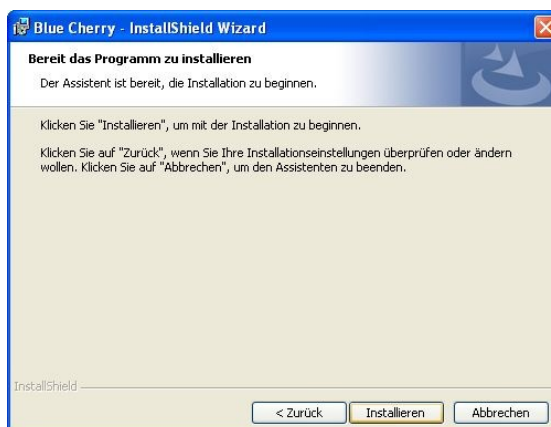 Blue Cherry - InstallShield Wizard
Bereit das Programm zu installieren
Der Assistent ist bereit, die Installation zu beginnen.
Klicken Sie "Installieren", um mit der Installation zu beginnen.
Klicken Sie auf "Zurück", wenn Sie Ihre Installationseinstellungen überprüfen oder ändern
wollen. Klicken Sie auf "Abbrechen", um den Assistenten zu beenden.
InstallShield
< Zurück Installieren Abbrechen